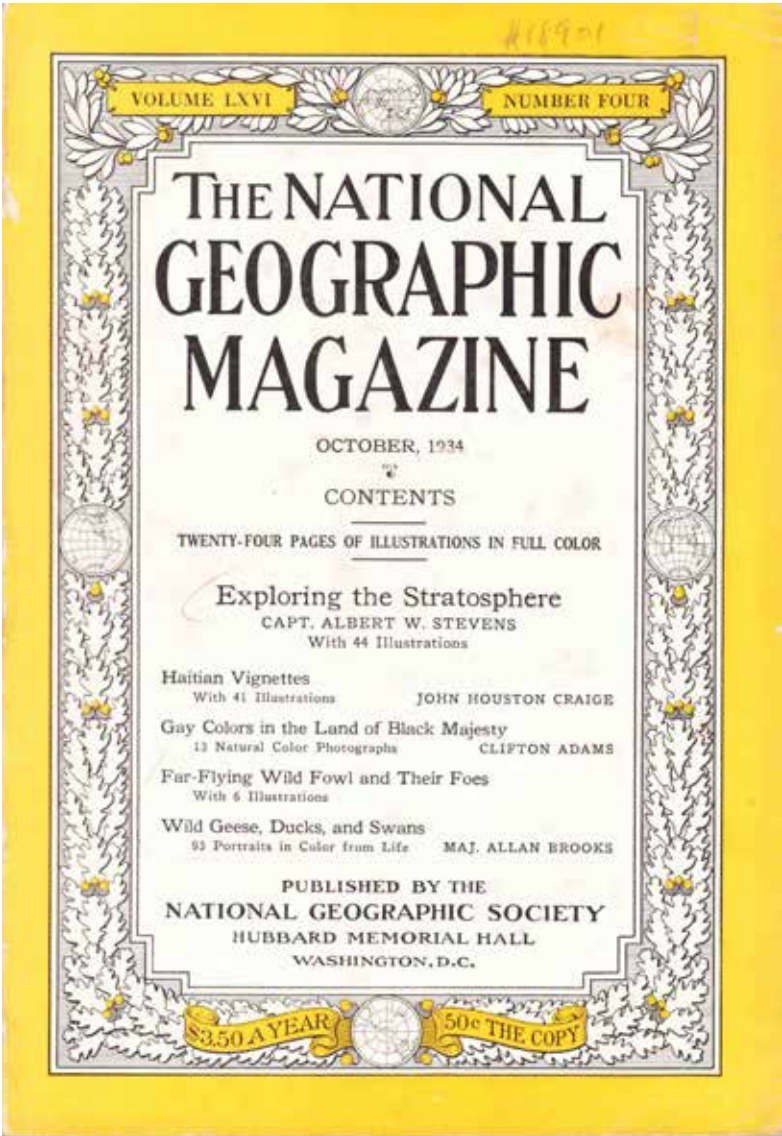 VOLUME LXVI
NUMBER FOUR
THE NATIONAL
GEOGRAPHIC
MAGAZINE
OCTOBER, 1934
CONTENTS
TWENTY-FOUR PAGES OF ILLUSTRATIONS IN FULL COLOR
Exploring the Stratosphere
CAPT. ALBERT W. STEVENS
With 44 Illustrations
Haitian Vignettes
With 41 Illustrations JOHN HOUSTON CRAIGE
Gay Colors in the Land of Black Majesty
13 Natural Color Photographs CLIFTON ADAMS
Far-Flying Wild Fowl and Their Foes
With 6 Illustrations
Wild Geese, Ducks, and Swans
93 Portraits in Color from Life MAJ. ALLAN BROOKS
PUBLISHED BY THE
NATIONAL GEOGRAPHIC SOCIETY
HUBBARD MEMORIAL HALL
WASHINGTON, D.C.
$3.50 A YEAR
50c THE COPY